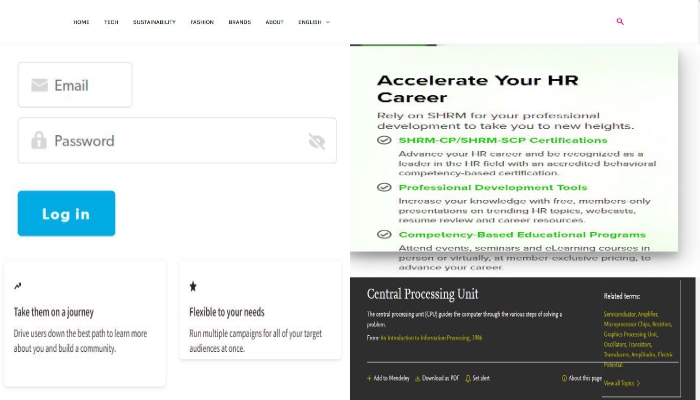 HOME TECH SUSTAINABILITY FASHION BRANDS ABOUT ENGLISH
Email
Password
Log in
Take them on a journey
Drive users down the best path to learn more
about you and build a community.
Flexible to your needs
Run multiple campaigns for all of your target
audiences at once.
Accelerate Your HR
Career
Rely on SHRM for your professional
development to take you to new heights.
SHRM-CP/SHRM-SCP Certifications
Advance your HR career and be recognized as a
leader in the HR field with an accredited behavioral
competency-based certification.
Professional Development Tools
Increase your knowledge with free, members-only
presentations on trending HR topics, webcasts,
resume review and career resources.
Competency-Based Educational Programs
Attend events, seminars and eLearning courses in
person or virtually, at member-exclusive pricing, to
advance your career.
Central Processing Unit
The central processing unit (CPU) guides the computer through the various steps of solving a
problem.
From: An Introduction to Information Processing, 1986
Add to Mendeley Download as PDF Set alert About this page
Related terms:
Semiconductor, Amplifier,
Microprocessor Chips, Resistors,
Graphics Processing Unit,
Oscillators, Transistors,
Transducers, Amplitudes, Electric
Potential
View all Topics